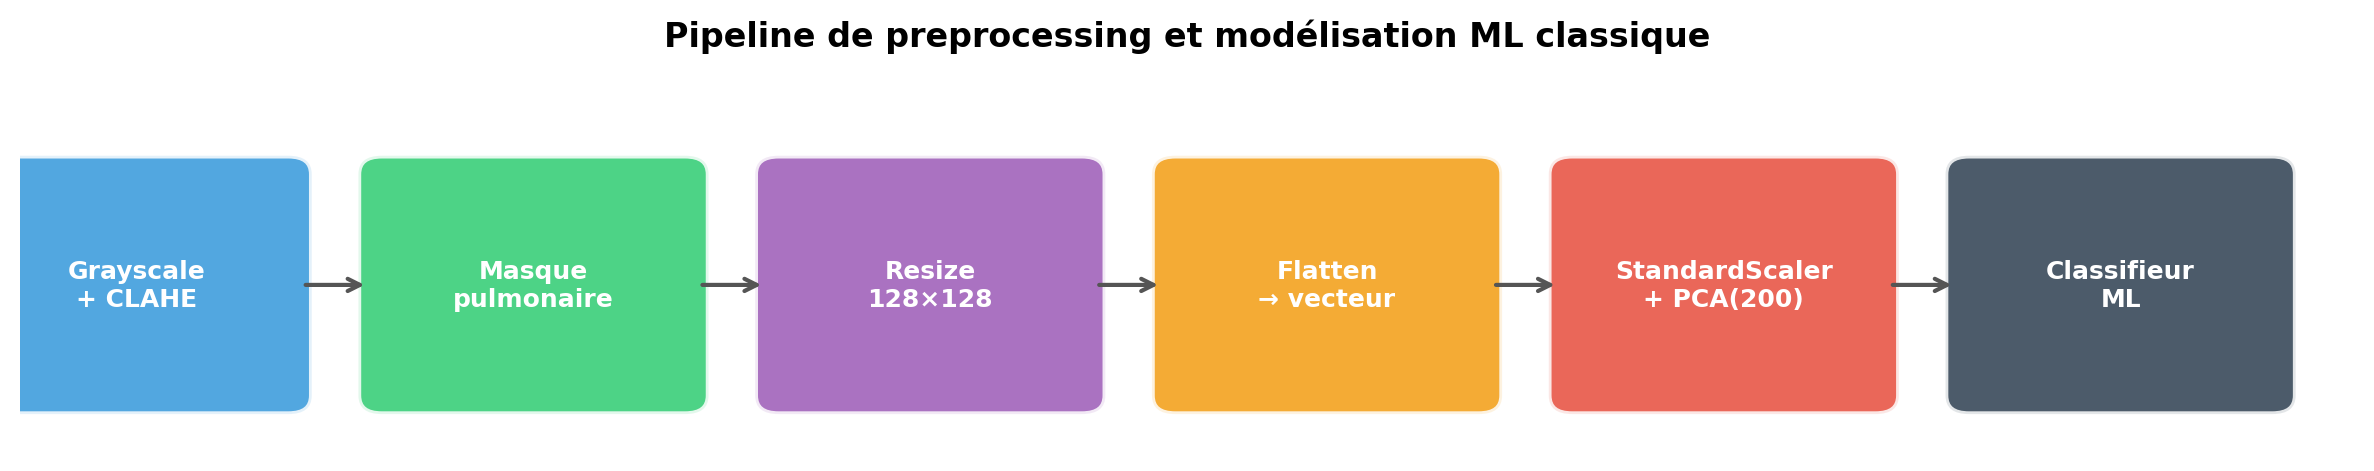 Pipeline de preprocessing et modélisation ML classique
Grayscale
+ CLAHE
Masque
pulmonaire
Resize
128×128
Flatten
→ vecteur
StandardScaler
+ PCA(200)
Classifieur
ML